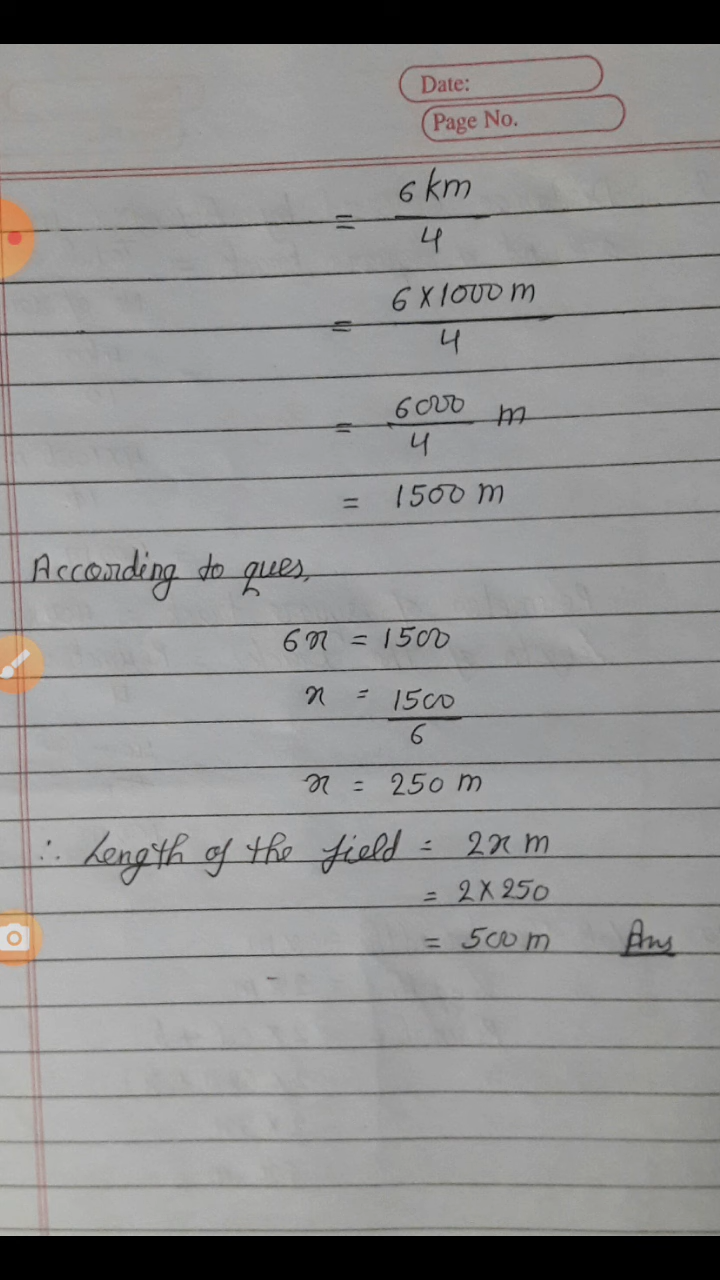 Date:
Page No.
= 6 km / 4
= 6 × 1000 m / 4
= 6000 / 4 m
= 1500 m
According to ques,
6x = 1500
x = 1500 / 6
x = 250 m
∴ Length of the field = 2x m
= 2 × 250
= 500 m Ans